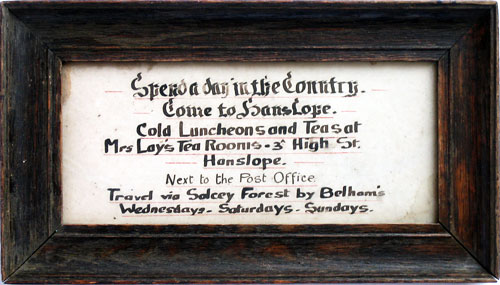 Spend a day in the Country.
Come to Hanslope.
Cold Luncheons and Teas at
Mrs Lay's Tea Rooms - 3 High St.
Hanslope.
Next to the Post Office.
Travel via Salcey Forest by Belham's
Wednesdays - Saturdays - Sundays.